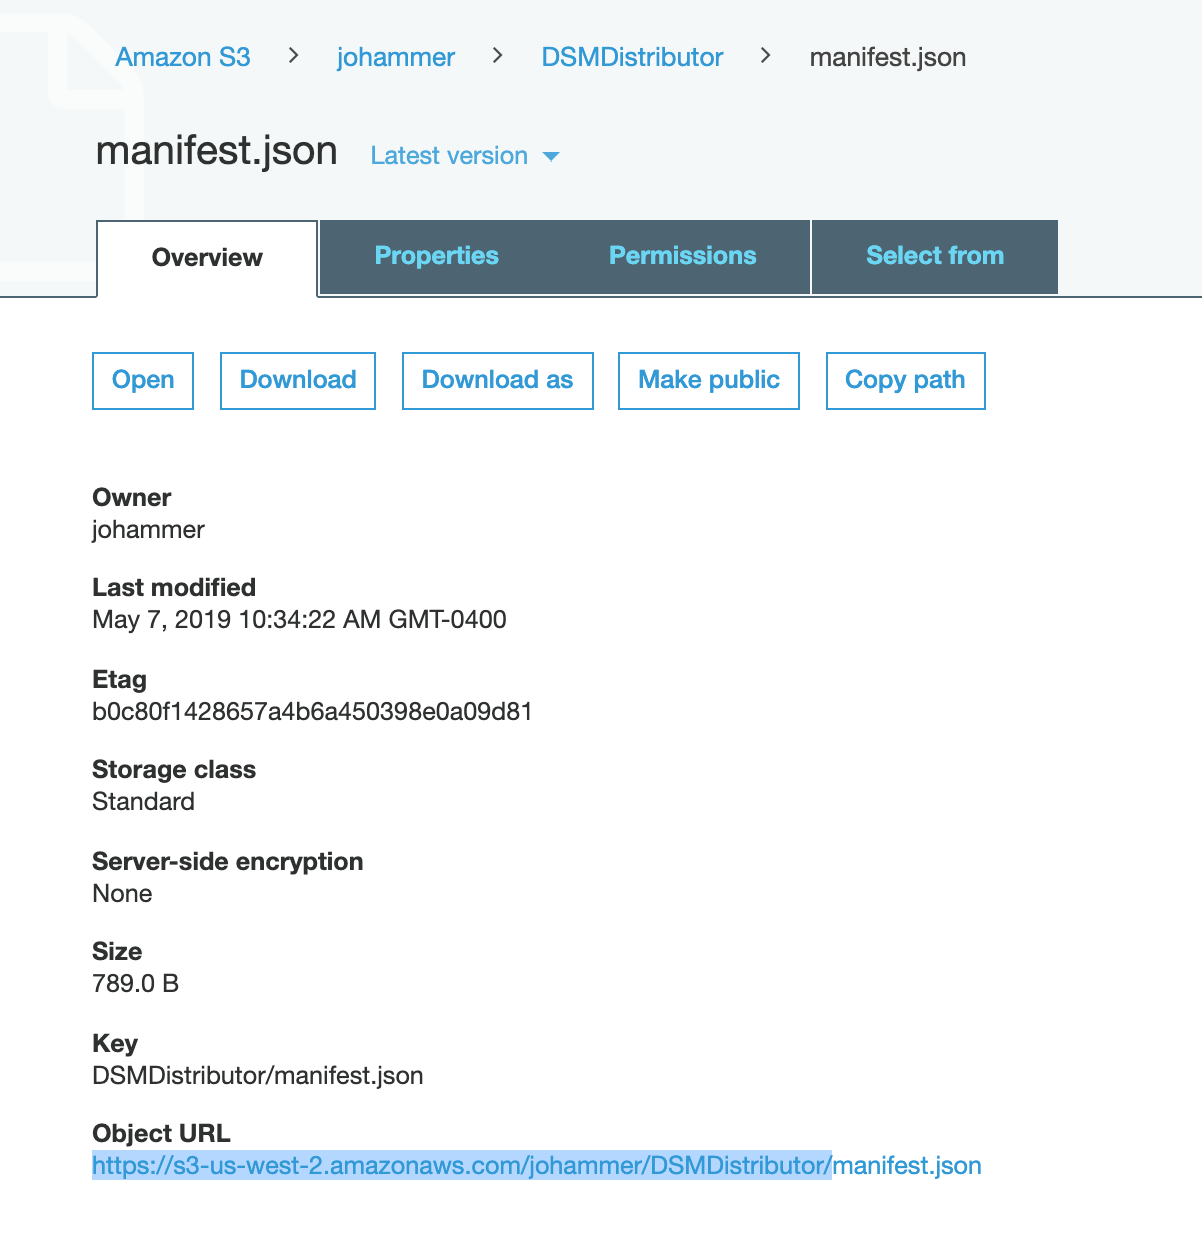 Amazon S3 > johammer > DSMDistributor > manifest.json
manifest.json Latest version
Overview Properties Permissions Select from
Open Download Download as Make public Copy path
Owner
johammer
Last modified
May 7, 2019 10:34:22 AM GMT-0400
Etag
b0c80f1428657a4b6a450398e0a09d81
Storage class
Standard
Server-side encryption
None
Size
789.0 B
Key
DSMDistributor/manifest.json
Object URL
https://s3-us-west-2.amazonaws.com/johammer/DSMDistributor/manifest.json